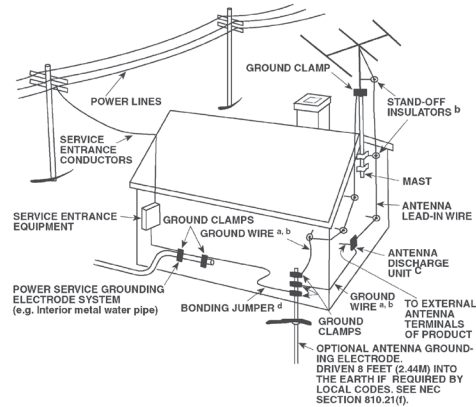 GROUND CLAMP
POWER LINES
STAND-OFF
INSULATORS b
SERVICE
ENTRANCE
CONDUCTORS
MAST
ANTENNA
LEAD-IN WIRE
SERVICE ENTRANCE
EQUIPMENT
GROUND CLAMPS
GROUND WIRE a, b
ANTENNA
DISCHARGE
UNIT C
POWER SERVICE GROUNDING
ELECTRODE SYSTEM
(e.g. Interior metal water pipe)
BONDING JUMPER d
GROUND
WIRE a, b
TO EXTERNAL
ANTENNA
TERMINALS
OF PRODUCT
GROUND
CLAMPS
OPTIONAL ANTENNA GROUND-
ING ELECTRODE.
DRIVEN 8 FEET (2.44M) INTO
THE EARTH IF REQUIRED BY
LOCAL CODES. SEE NEC
SECTION 810.21(f).